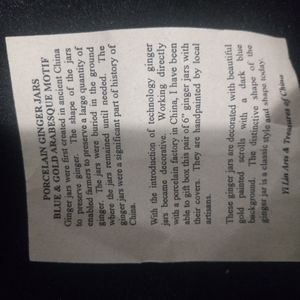 PORCELAIN GINGER JARS
BLUE & GOLD ARABESQUE MOTIF
Ginger jars were first created in ancient China
to preserve ginger. The shape of the jars
enabled farmers to preserve a large quantity of
ginger. The jars were buried in the ground
where the jars remained until needed. The
ginger jars were a significant part of history of
China.
With the introduction of technology ginger
jars became decorative. Working directly
with a porcelain factory in China, I have been
able to gift box this pair of 6" ginger jars with
their covers. They are handpainted by local
artisans.
These ginger jars are decorated with beautiful
gold painted scrolls with a dark blue
background. The distinctive shape of the
ginger jar is a classic style and shape today.
YiLin Arts & Treasures of China